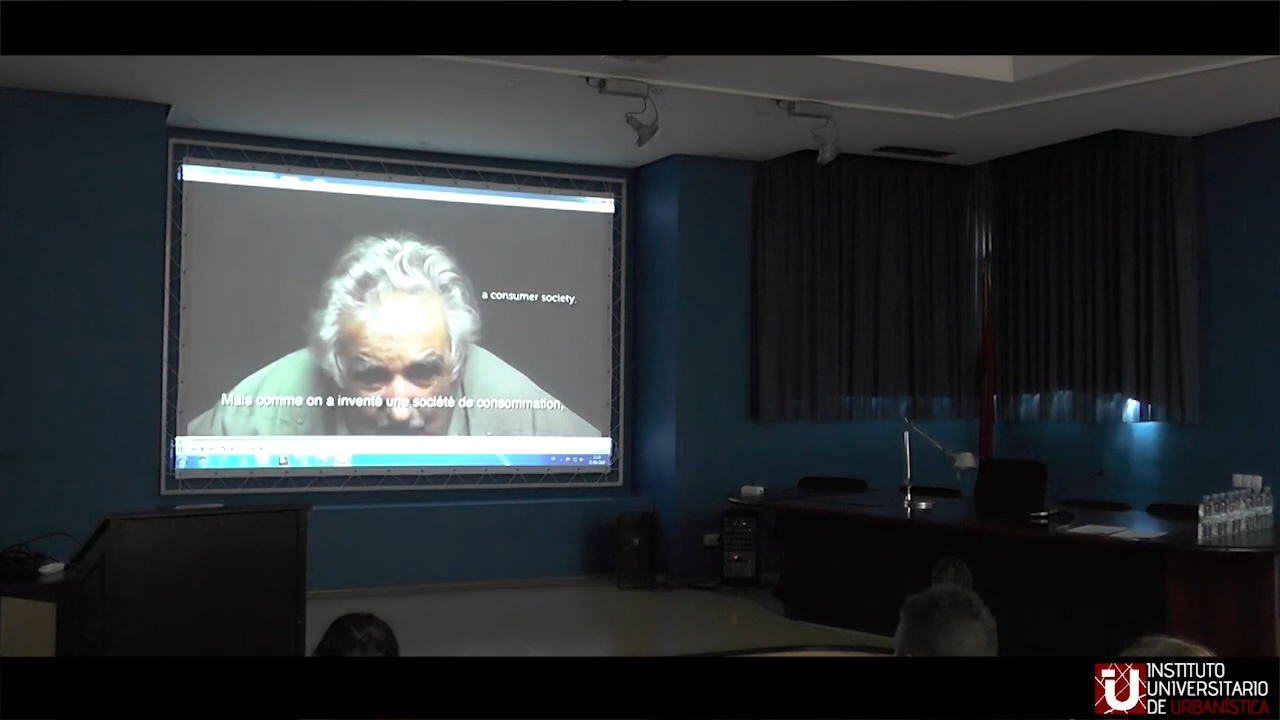 a consumer society.
Mais comme on a inventé une société de consommation,
INSTITUTO
UNIVERSITARIO
DE URBANÍSTICA